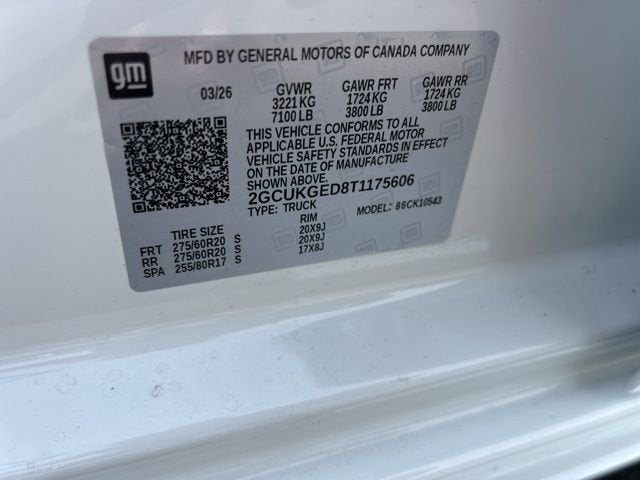 gm
MFD BY GENERAL MOTORS OF CANADA COMPANY
03/26 GVWR GAWR FRT GAWR RR
3221 KG 1724 KG 1724 KG
7100 LB 3800 LB 3800 LB
THIS VEHICLE CONFORMS TO ALL
APPLICABLE U.S. FEDERAL MOTOR
VEHICLE SAFETY STANDARDS IN EFFECT
ON THE DATE OF MANUFACTURE
SHOWN ABOVE.
2GCUKGED8T1175606
TYPE: TRUCK MODEL: 86CK10543
TIRE SIZE RIM
FRT 275/60R20 S 20X9J
RR 275/60R20 S 20X9J
SPA 255/80R17 S 17X8J